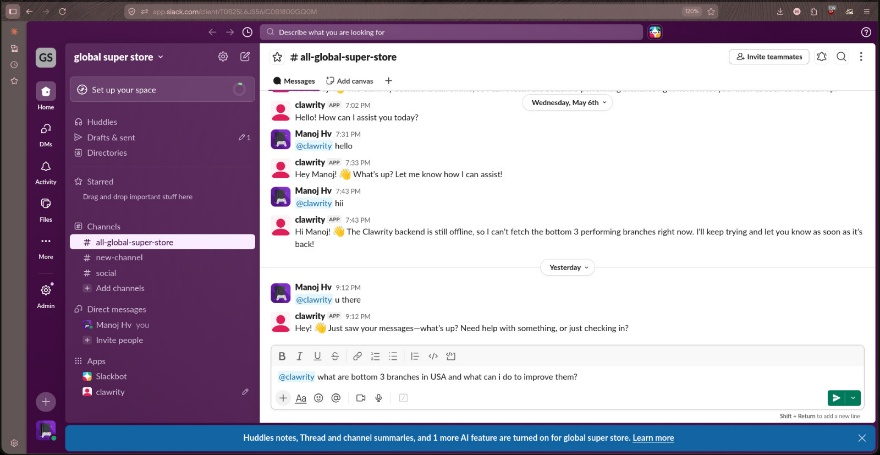 app.slack.com/client/T0925L6J556/C091800GQ0M
120%
Describe what you are looking for
GS
Home
DMs
Activity
Files
More
Admin
global super store
Set up your space
Huddles
Drafts & sent
1
Directories
Starred
Drag and drop important stuff here
Channels
# all-global-super-store
# new-channel
# social
Add channels
Direct messages
Manoj Hv you
Invite people
Apps
Slackbot
clawrity
# all-global-super-store
Invite teammates
Messages
Add canvas
Wednesday, May 6th
clawrity APP 7:02 PM
Hello! How can I assist you today?
Manoj Hv 7:31 PM
@clawrity hello
clawrity APP 7:33 PM
Hey Manoj! 👋 What's up? Let me know how I can assist!
Manoj Hv 7:43 PM
@clawrity hii
clawrity APP 7:43 PM
Hi Manoj! 👋 The Clawrity backend is still offline, so I can't fetch the bottom 3 performing branches right now. I'll keep trying and let you know as soon as it's
back!
Yesterday
Manoj Hv 9:12 PM
@clawrity u there
clawrity APP 9:12 PM
Hey! 👋 Just saw your messages—what's up? Need help with something, or just checking in?
B I U S
@clawrity what are bottom 3 branches in USA and what can i do to improve them?
Aa
Shift + Return to add a new line
Huddles notes, Thread and channel summaries, and 1 more AI feature are turned on for global super store. Learn more